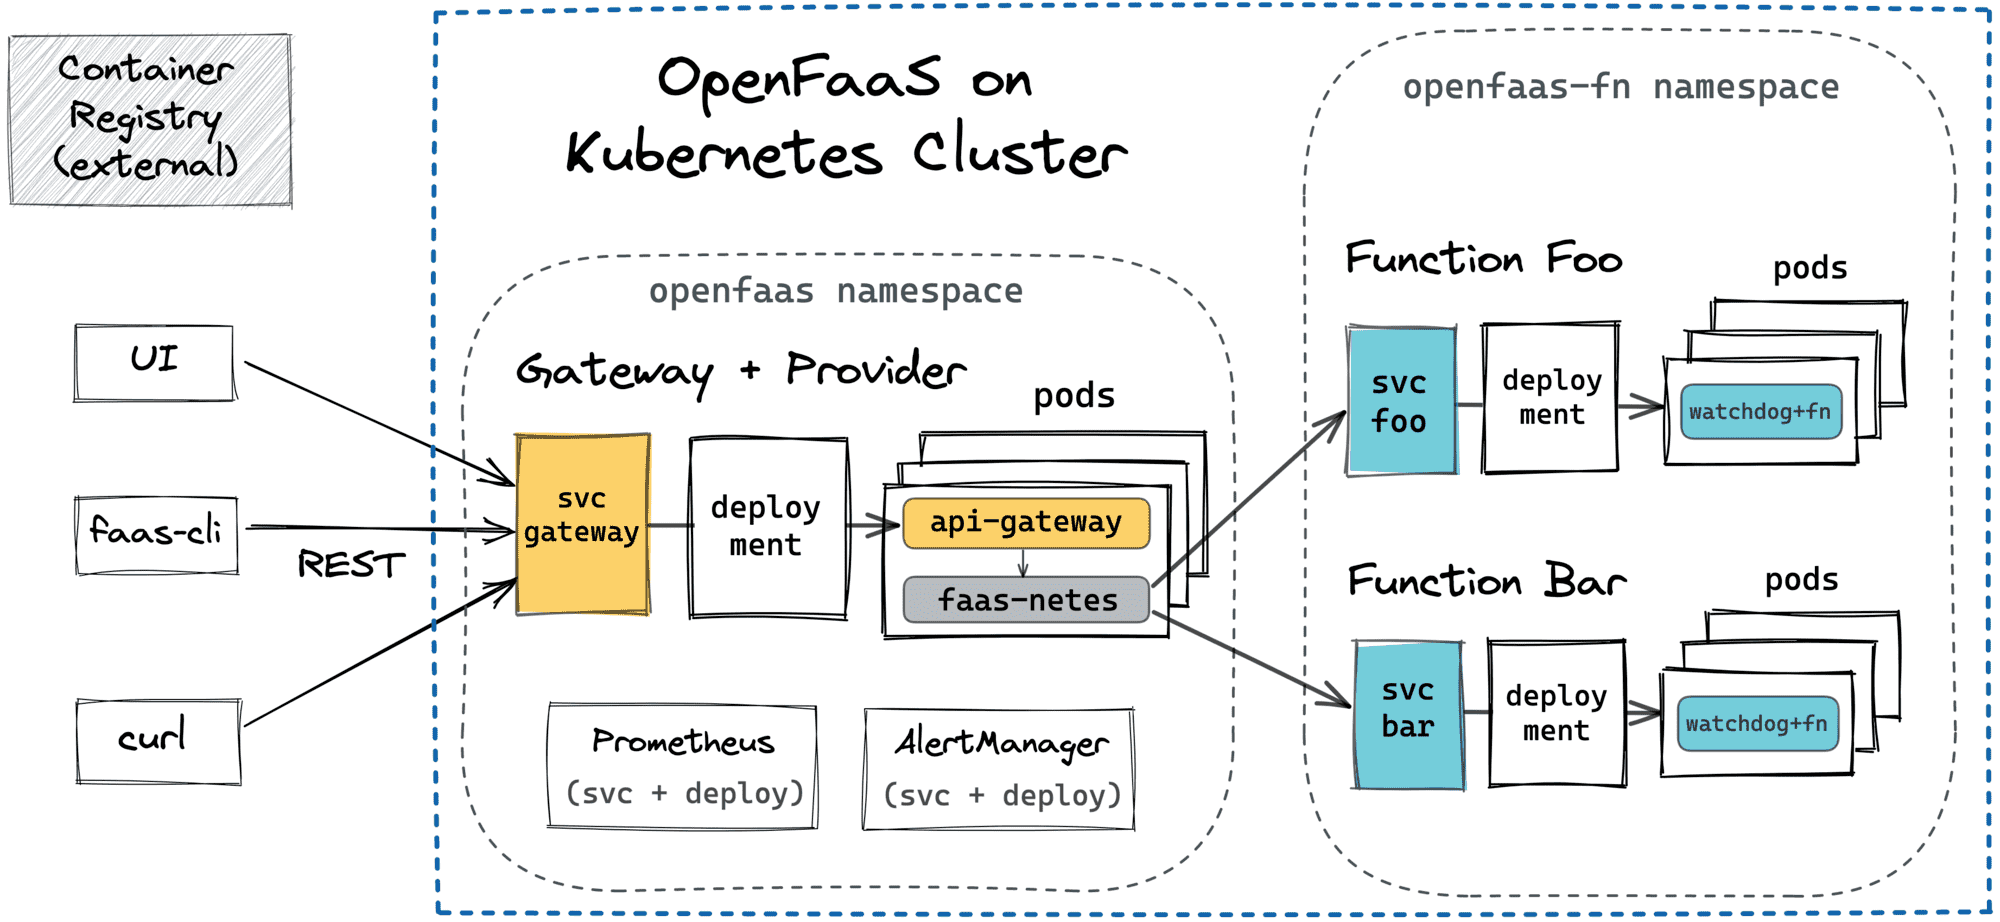 Container
Registry
(external)
OpenFaaS on
Kubernetes Cluster
openfaas-fn namespace
openfaas namespace
UI
faas-cli
curl
REST
Gateway + Provider
pods
svc
gateway
deploy
ment
api-gateway
faas-netes
Prometheus
(svc + deploy)
AlertManager
(svc + deploy)
Function Foo
pods
svc
foo
deploy
ment
watchdog+fn
Function Bar
pods
svc
bar
deploy
ment
watchdog+fn